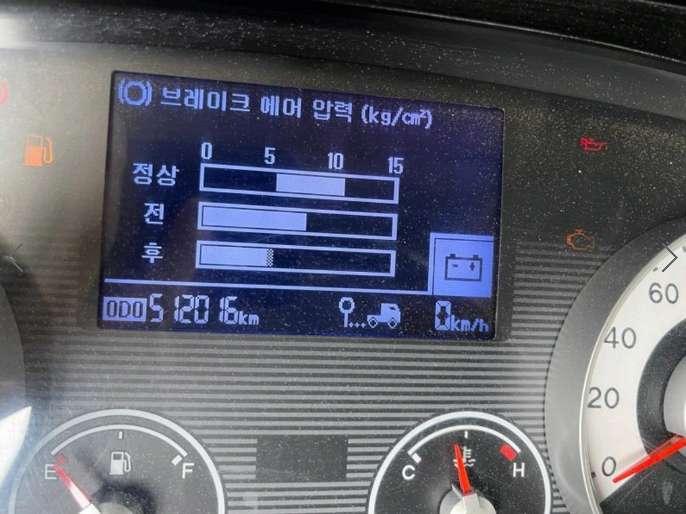 브레이크 에어 압력 (kg/cm²)
0 5 10 15
정상
전
후
ODO 512016km
0km/h
E F
C H
60
40
20
0